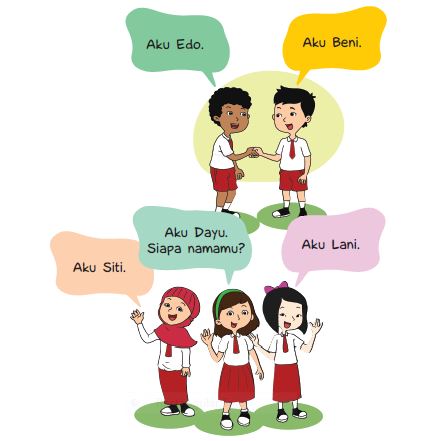 Aku Edo.
Aku Beni.
Aku Siti.
Aku Dayu.
Siapa namamu?
Aku Lani.